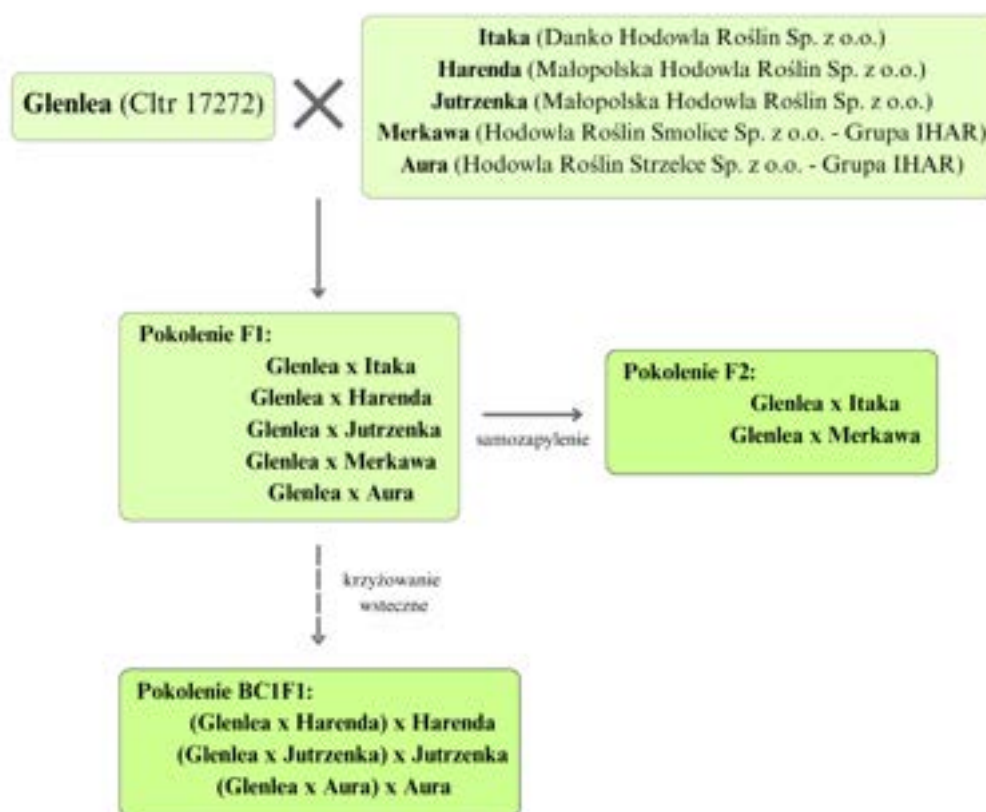 Glenlea (Cltr 17272)
Itaka (Danko Hodowla Roślin Sp. z o.o.)
Harenda (Małopolska Hodowla Roślin Sp. z o.o.)
Jutrzenka (Małopolska Hodowla Roślin Sp. z o.o.)
Merkawa (Hodowla Roślin Smolice Sp. z o.o. - Grupa IHAR)
Aura (Hodowla Roślin Strzelce Sp. z o.o. - Grupa IHAR)
Pokolenie F1:
Glenlea x Itaka
Glenlea x Harenda
Glenlea x Jutrzenka
Glenlea x Merkawa
Glenlea x Aura
samozapylenie
Pokolenie F2:
Glenlea x Itaka
Glenlea x Merkawa
krzyżowanie
wsteczne
Pokolenie BC1F1:
(Glenlea x Harenda) x Harenda
(Glenlea x Jutrzenka) x Jutrzenka
(Glenlea x Aura) x Aura